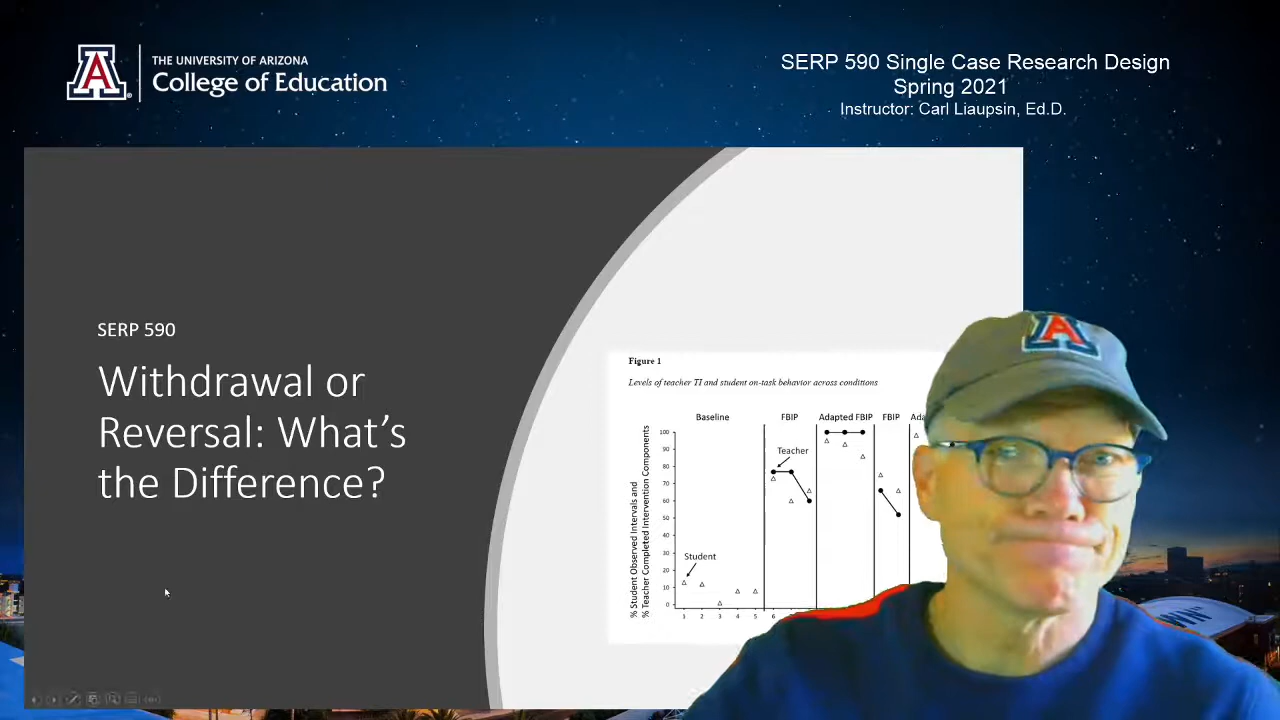 THE UNIVERSITY OF ARIZONA
College of Education
SERP 590 Single Case Research Design
Spring 2021
Instructor: Carl Liaupsin, Ed.D.
SERP 590
Withdrawal or
Reversal: What's
the Difference?
Figure 1
Levels of teacher TI and student on-task behavior across conditions
Baseline
FBIP
Adapted FBIP
FBIP
Ada
% Student Observed Intervals and
% Teacher Completed Intervention Components
100
90
80
70
60
50
40
30
20
10
0
Teacher
Student
1 2 3 4 5 6
A
A